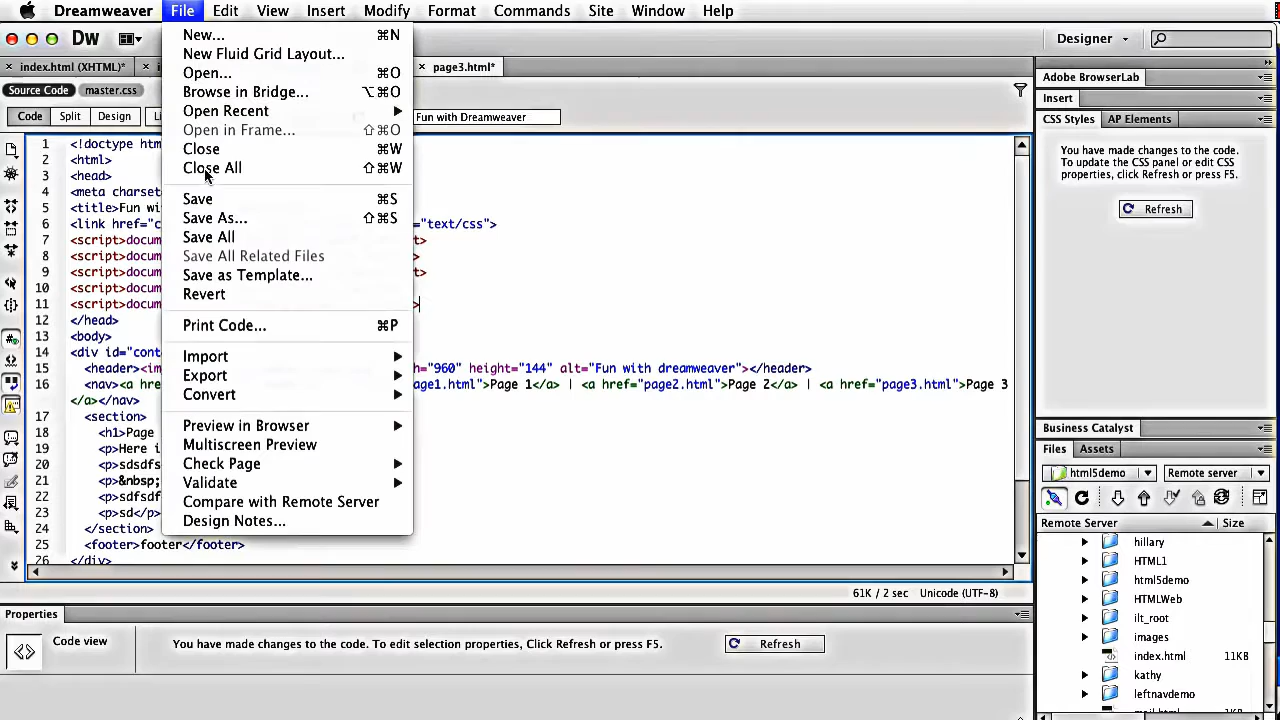 Dreamweaver File Edit View Insert Modify Format Commands Site Window Help
Dw Designer
index.html (XHTML)* page3.html*
Source Code master.css
Code Split Design Fun with Dreamweaver
New... ⌘N
New Fluid Grid Layout...
Open... ⌘O
Browse in Bridge... ⌥⌘O
Open Recent
Open in Frame... ⇧⌘O
Close ⌘W
Close All ⇧⌘W
Save ⌘S
Save As... ⇧⌘S
Save All
Save All Related Files
Save as Template...
Revert
Print Code... ⌘P
Import
Export
Convert
Preview in Browser
Multiscreen Preview
Check Page
Validate
Compare with Remote Server
Design Notes...
1 <!doctype htm
2 <html>
3 <head>
4 <meta charset
5 <title>Fun wit
6 <link href="c ="text/css">
7 <script>docum t>
8 <script>docum >
9 <script>docum t>
10 <script>docum
11 <script>docum >
12 </head>
13 <body>
14 <div id="cont
15 <header><im h="960" height="144" alt="Fun with dreamweaver"></header>
16 <nav><a hre age1.html">Page 1</a> | <a href="page2.html">Page 2</a> | <a href="page3.html">Page 3
</a></nav>
17 <section>
18 <h1>Page
19 <p>Here i
20 <p>sdsdfs
21 <p>&nbsp;
22 <p>sdfsdf
23 <p>sd</p>
24 </section>
25 <footer>footer</footer>
26 </div>
61K / 2 sec Unicode (UTF-8)
Properties
Code view
You have made changes to the code. To edit selection properties, Click Refresh or press F5.
Refresh
Adobe BrowserLab
Insert
CSS Styles AP Elements
You have made changes to the code.
To update the CSS panel or edit CSS
properties, click Refresh or press F5.
Refresh
Business Catalyst
Files Assets
html5demo Remote server
Remote Server Size
hillary
HTML1
html5demo
HTMLWeb
ilt_root
images
index.html 11KB
kathy
leftnavdemo
mail.html 1KB